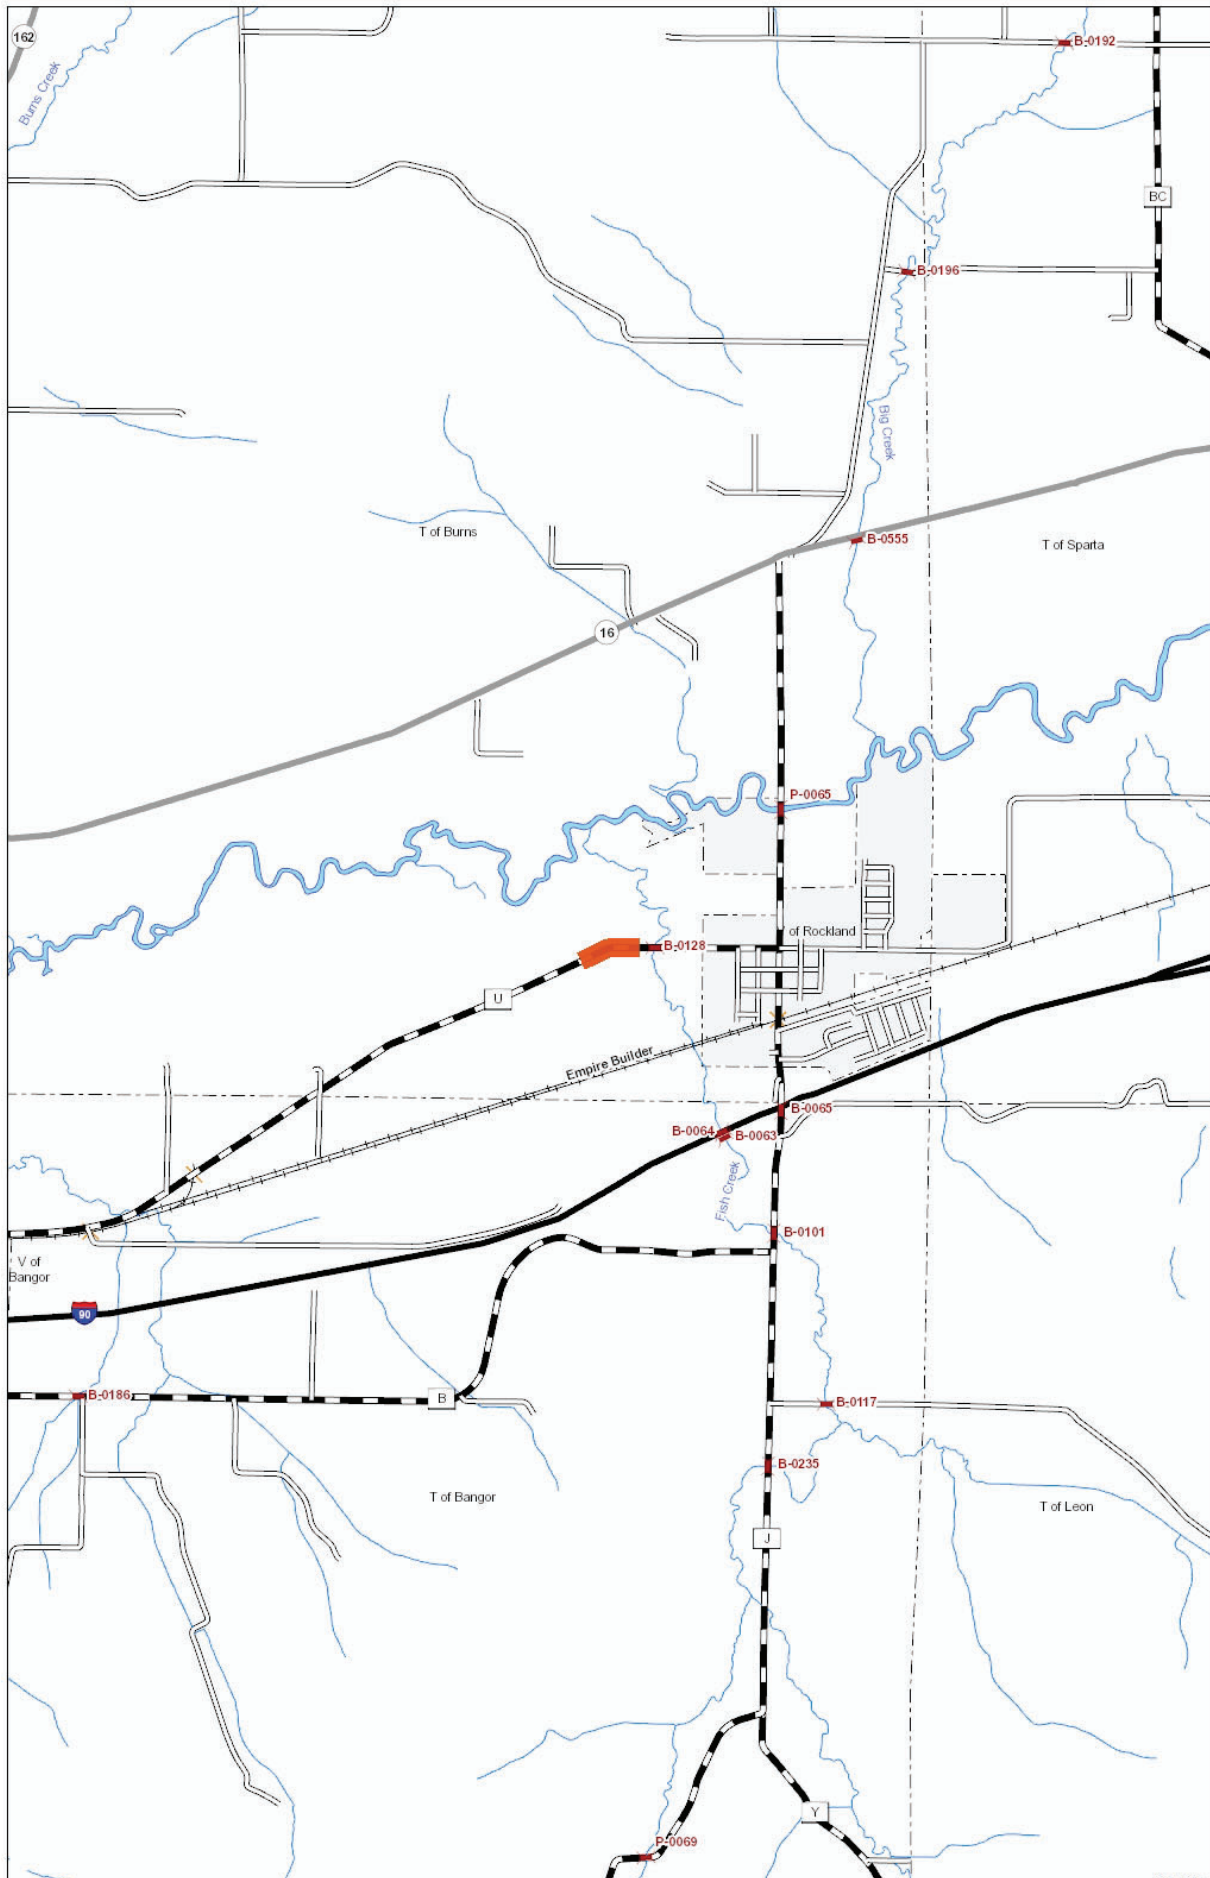 162
B-0192
Burns Creek
BC
B-0196
Big Creek
T of Burns
B-0555
T of Sparta
16
P-0065
of Rockland
B-0128
U
Empire Builder
B-0065
B-0064
B-0063
Fish Creek
B-0101
V of
Bangor
90
B-0186
B
B-0117
B-0235
T of Bangor
T of Leon
J
Y
P-0069